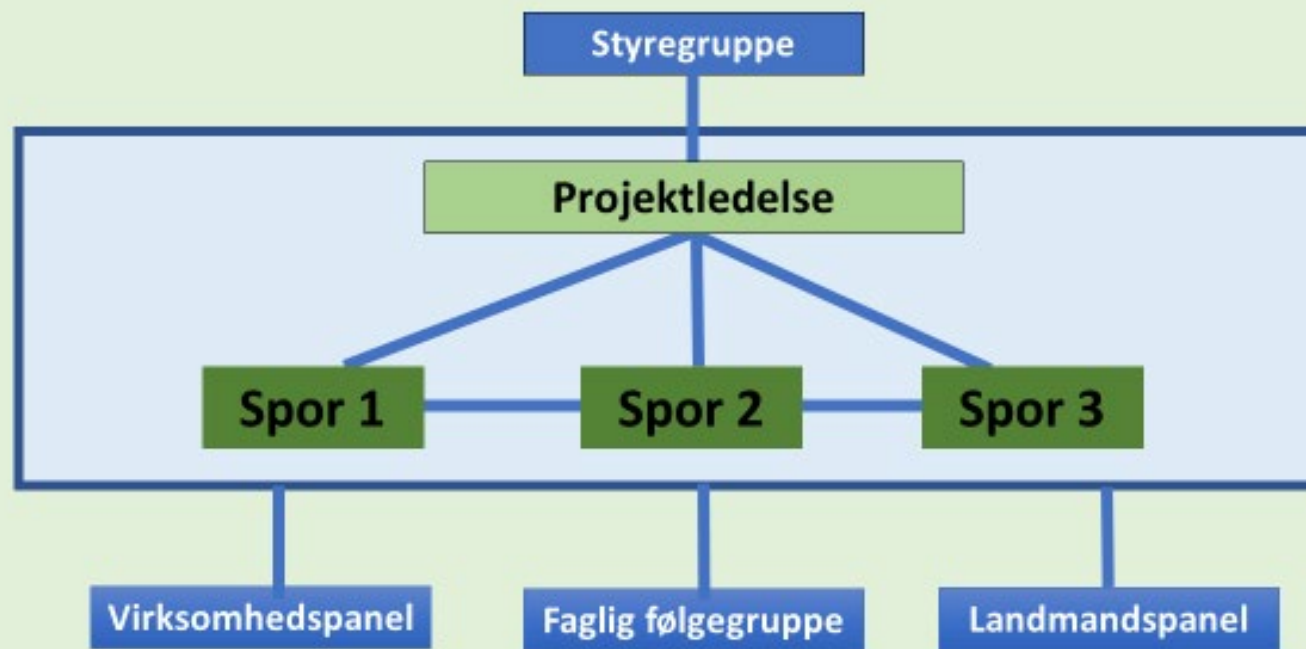 Styregruppe
Projektledelse
Spor 1
Spor 2
Spor 3
Virksomhedspanel
Faglig følgegruppe
Landmandspanel